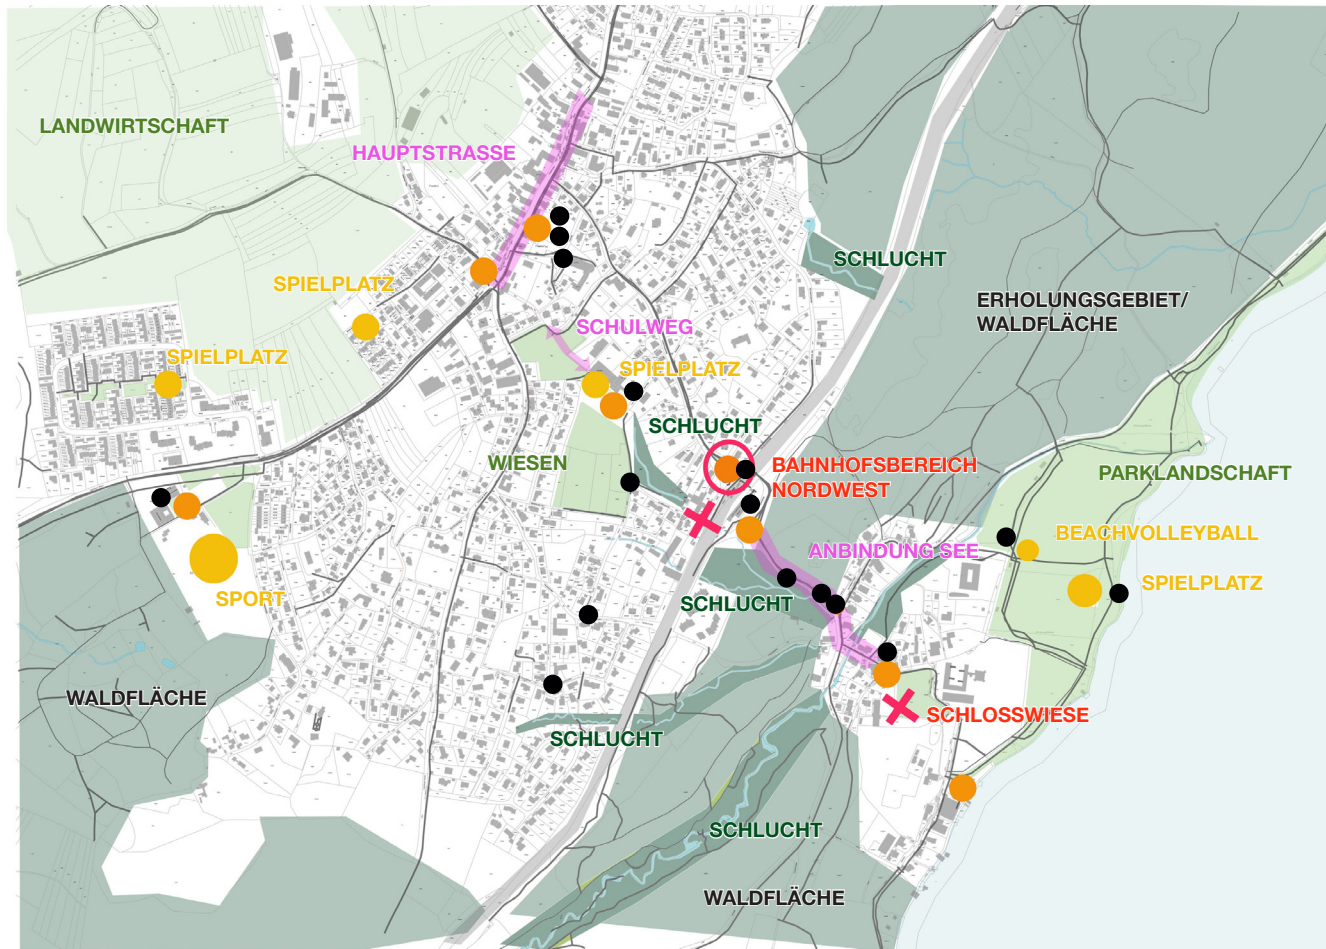 LANDWIRTSCHAFT
HAUPTSTRASSE
SCHLUCHT
SPIELPLATZ
ERHOLUNGSGEBIET/
WALDFLÄCHE
SCHULWEG
SPIELPLATZ
SPIELPLATZ
SCHLUCHT
WIESEN
BAHNHOFSBEREICH
NORDWEST
PARKLANDSCHAFT
BEACHVOLLEYBALL
ANBINDUNG SEE
SPIELPLATZ
SPORT
SCHLUCHT
WALDFLÄCHE
SCHLOSSWIESE
SCHLUCHT
SCHLUCHT
WALDFLÄCHE